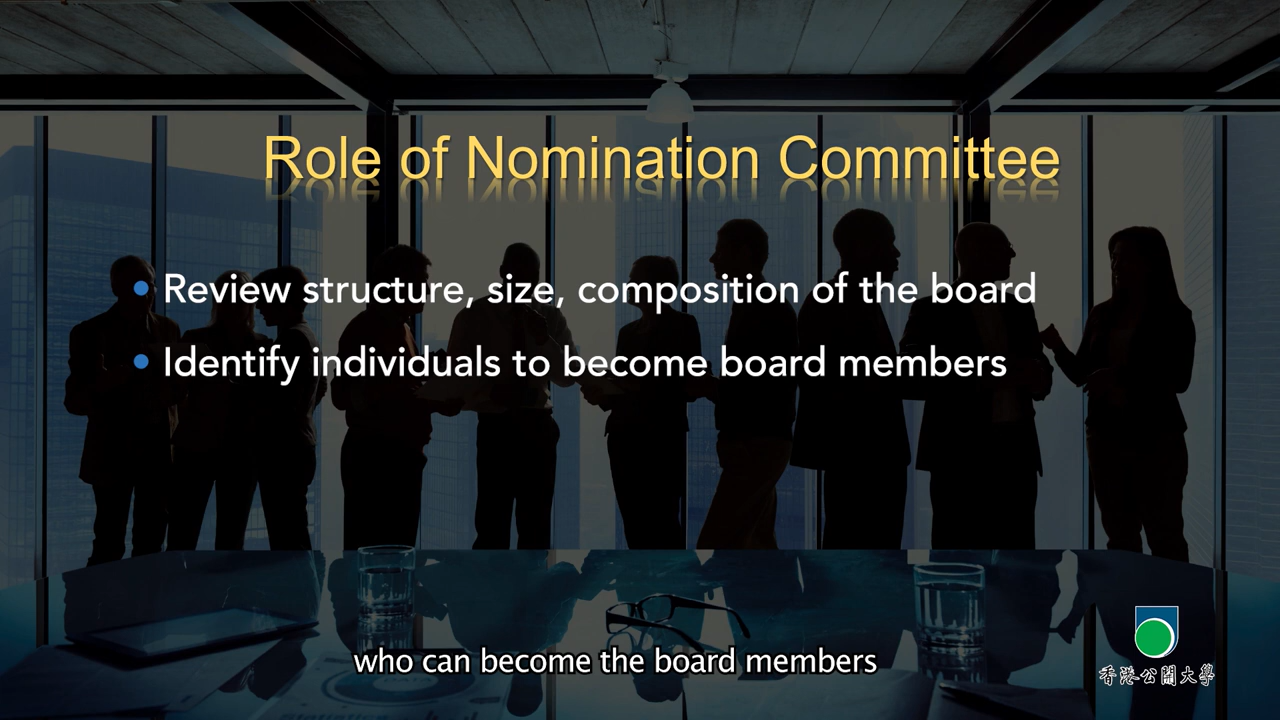 Role of Nomination Committee
• Review structure, size, composition of the board
• Identify individuals to become board members
who can become the board members
香港公開大學